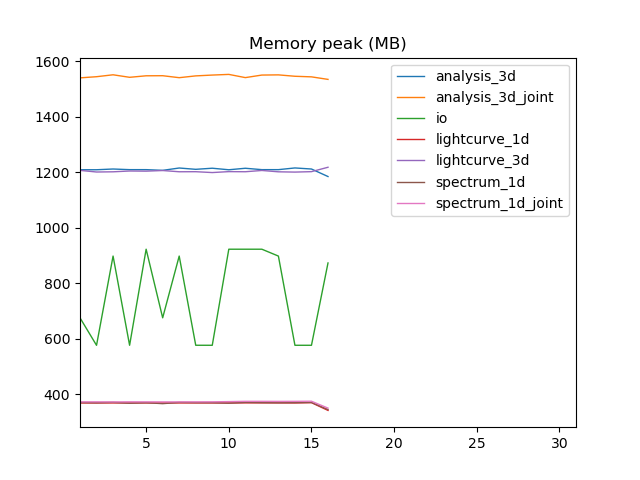 Memory peak (MB)
1600
1400
1200
1000
800
600
400
5
10
15
20
25
30
analysis_3d
analysis_3d_joint
io
lightcurve_1d
lightcurve_3d
spectrum_1d
spectrum_1d_joint